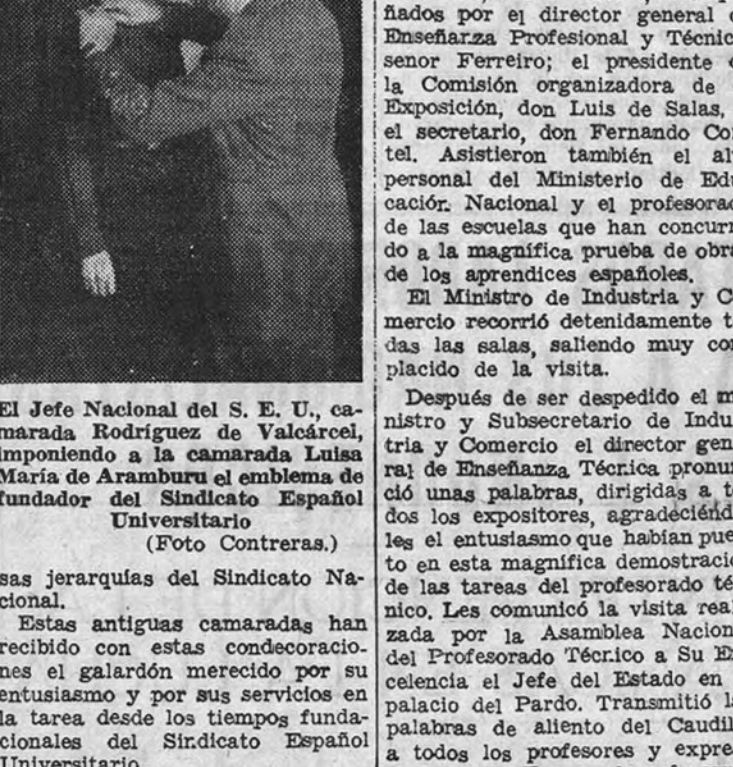 El Jefe Nacional del S. E. U., ca-
marada Rodríguez de Valcárcel,
imponiendo a la camarada Luisa
María de Aramburu el emblema de
fundador del Sindicato Español
Universitario
(Foto Contreras.)
sas jerarquías del Sindicato Na-
cional.
Estas antiguas camaradas han
recibido con estas condecoracio-
nes el galardón merecido por su
entusiasmo y por sus servicios en
la tarea desde los tiempos funda-
cionales del Sindicato Español
Universitario
ñados por el director general
Enseñanza Profesional y Técnic
senor Ferreiro; el presidente
la Comisión organizadora de
Exposición, don Luis de Salas,
el secretario, don Fernando Co
tel. Asistieron también el al
personal del Ministerio de Edu
cación Nacional y el profesorad
de las escuelas que han concurri
do a la magnífica prueba de obra
de los aprendices españoles.
El Ministro de Industria y C
mercio recorrió detenidamente t
das las salas, saliendo muy co
placido de la visita.
Después de ser despedido el m
nistro y Subsecretario de Indu
tria y Comercio el director gen
ral de Enseñanza Técnica pronu
ció unas palabras, dirigidas a t
dos los expositores, agradeciénd
les el entusiasmo que habían pue
to en esta magnífica demostraci
de las tareas del profesorado té
nico. Les comunicó la visita rea
zada por la Asamblea Nacion
del Profesorado Técnico a Su E
celencia el Jefe del Estado en
palacio del Pardo. Transmitió l
palabras de aliento del Caudil
a todos los profesores y expre